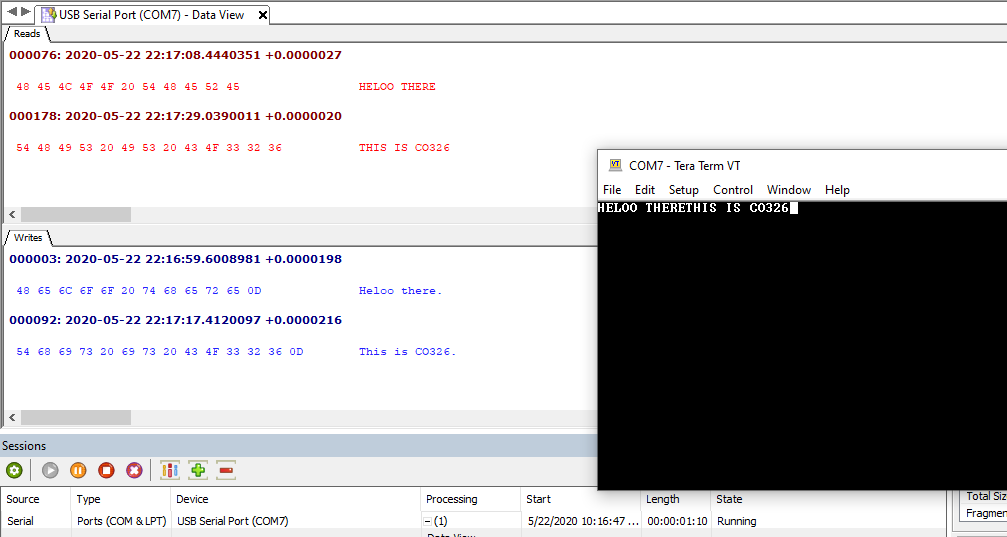 USB Serial Port (COM7) - Data View
Reads
000076: 2020-05-22 22:17:08.4440351 +0.0000027
48 45 4C 4F 4F 20 54 48 45 52 45 HELOO THERE
000178: 2020-05-22 22:17:29.0390011 +0.0000020
54 48 49 53 20 49 53 20 43 4F 33 32 36 THIS IS CO326
COM7 - Tera Term VT
File Edit Setup Control Window Help
HELOO THERETHIS IS CO326
Writes
000003: 2020-05-22 22:16:59.6008981 +0.0000198
48 65 6C 6F 6F 20 74 68 65 72 65 0D Heloo there.
000092: 2020-05-22 22:17:17.4120097 +0.0000216
54 68 69 73 20 69 73 20 43 4F 33 32 36 0D This is CO326.
Sessions
Source Type Device Processing Start Length State
Serial Ports (COM & LPT) USB Serial Port (COM7) (1) 5/22/2020 10:16:47 ... 00:00:01:10 Running
Data View
Total Siz
Fragmen